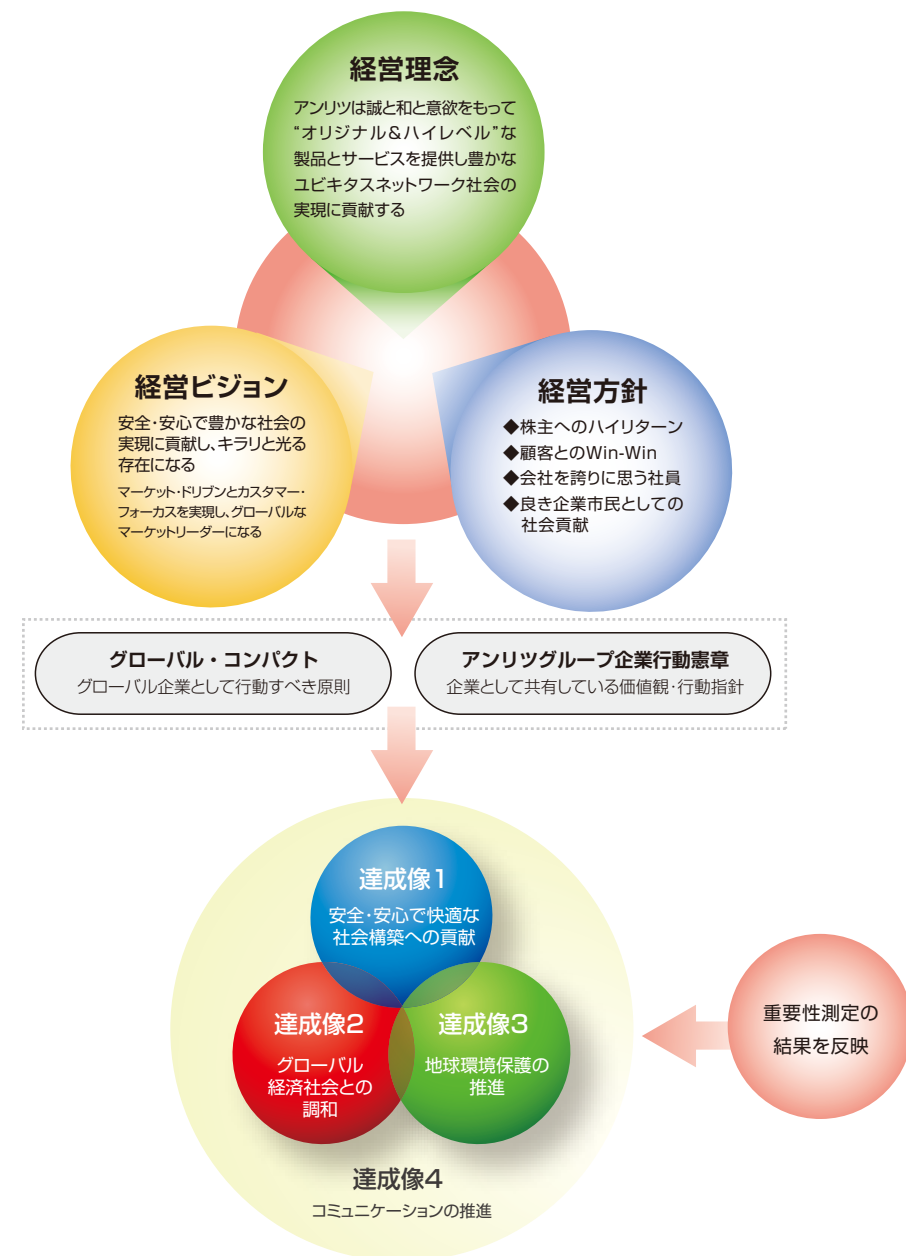 経営理念
アンリツは誠と和と意欲をもって
“オリジナル&ハイレベル”な
製品とサービスを提供し豊かな
ユビキタスネットワーク社会の
実現に貢献する
経営ビジョン
安全・安心で豊かな社会の
実現に貢献し、キラリと光る
存在になる
マーケット・ドリブンとカスタマー・
フォーカスを実現し、グローバルな
マーケットリーダーになる
経営方針
◆株主へのハイリターン
◆顧客とのWin-Win
◆会社を誇りに思う社員
◆良き企業市民としての
社会貢献
グローバル・コンパクト
グローバル企業として行動すべき原則
アンリツグループ企業行動憲章
企業として共有している価値観・行動指針
達成像1
安全・安心で快適な
社会構築への貢献
達成像2
グローバル
経済社会との
調和
達成像3
地球環境保護の
推進
達成像4
コミュニケーションの推進
重要性測定の
結果を反映